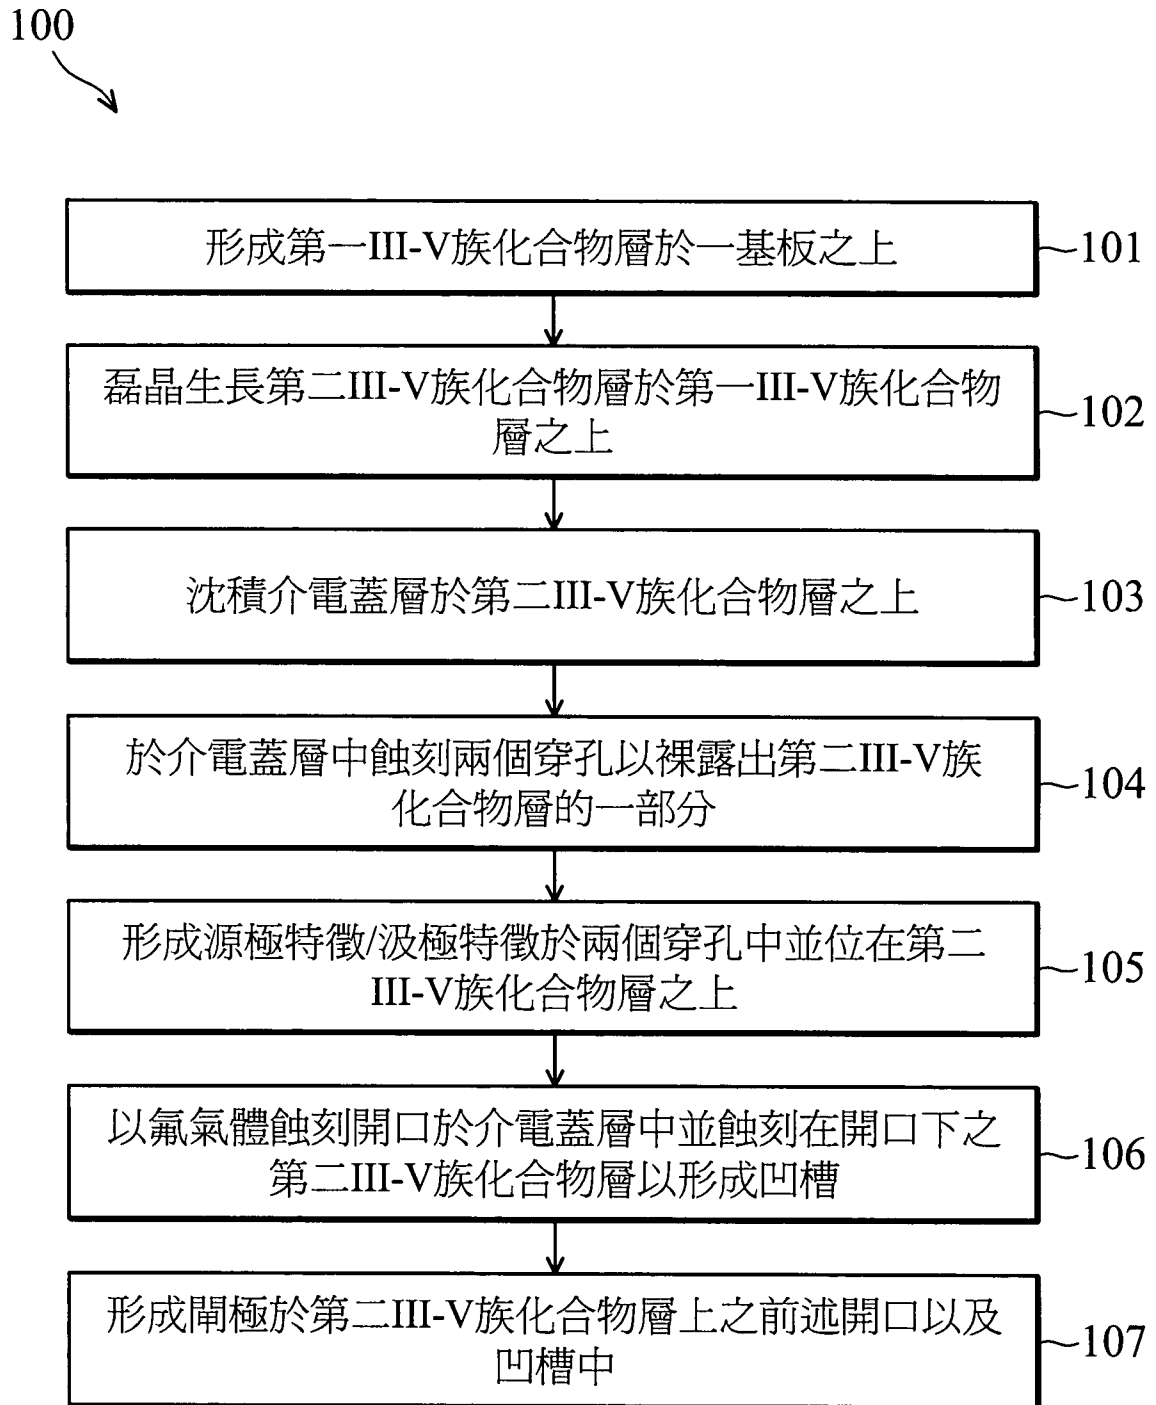 100
形成第一III-V族化合物層於一基板之上
101
磊晶生長第二III-V族化合物層於第一III-V族化合物
層之上
102
沈積介電蓋層於第二III-V族化合物層之上
103
於介電蓋層中蝕刻兩個穿孔以裸露出第二III-V族
化合物層的一部分
104
形成源極特徵/汲極特徵於兩個穿孔中並位在第二
III-V族化合物層之上
105
以氟氣體蝕刻開口於介電蓋層中並蝕刻在開口下之
第二III-V族化合物層以形成凹槽
106
形成閘極於第二III-V族化合物層上之前述開口以及
凹槽中
107